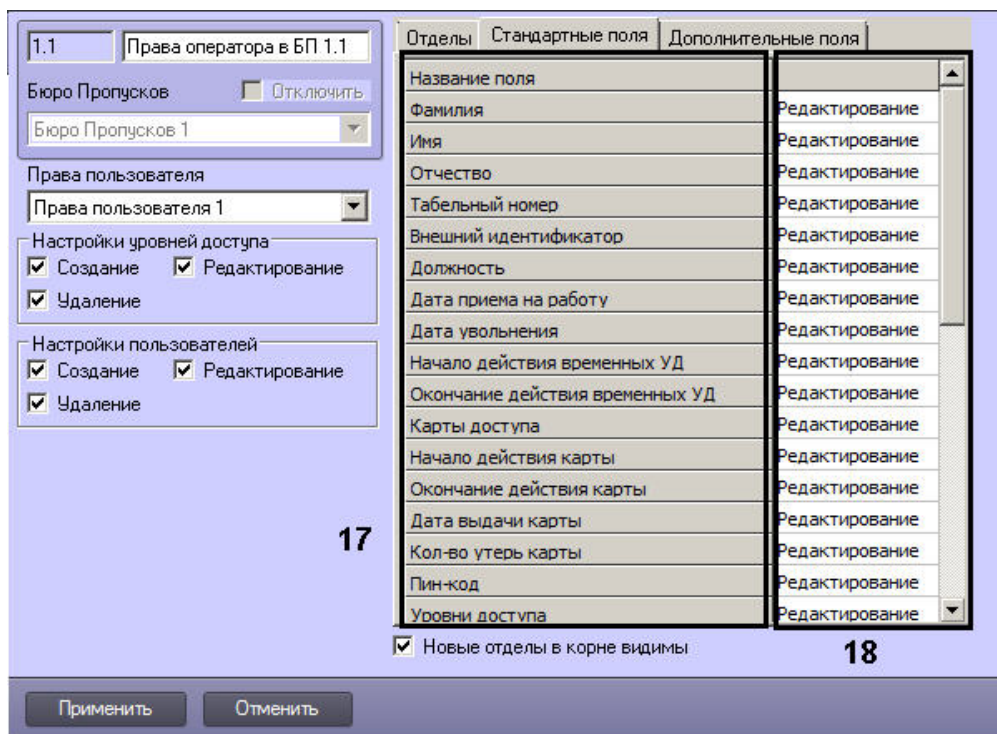 1.1
Права оператора в БП 1.1
Бюро Пропусков
Отключить
Бюро Пропусков 1
Права пользователя
Права пользователя 1
Настройки уровней доступа
Создание
Редактирование
Удаление
Настройки пользователей
Создание
Редактирование
Удаление
17
Отделы
Стандартные поля
Дополнительные поля
Название поля
Фамилия Редактирование
Имя Редактирование
Отчество Редактирование
Табельный номер Редактирование
Внешний идентификатор Редактирование
Должность Редактирование
Дата приема на работу Редактирование
Дата увольнения Редактирование
Начало действия временных УД Редактирование
Окончание действия временных УД Редактирование
Карты доступа Редактирование
Начало действия карты Редактирование
Окончание действия карты Редактирование
Дата выдачи карты Редактирование
Кол-во утерь карты Редактирование
Пин-код Редактирование
Уровни доступа Редактирование
Новые отделы в корне видимы
18
Применить
Отменить